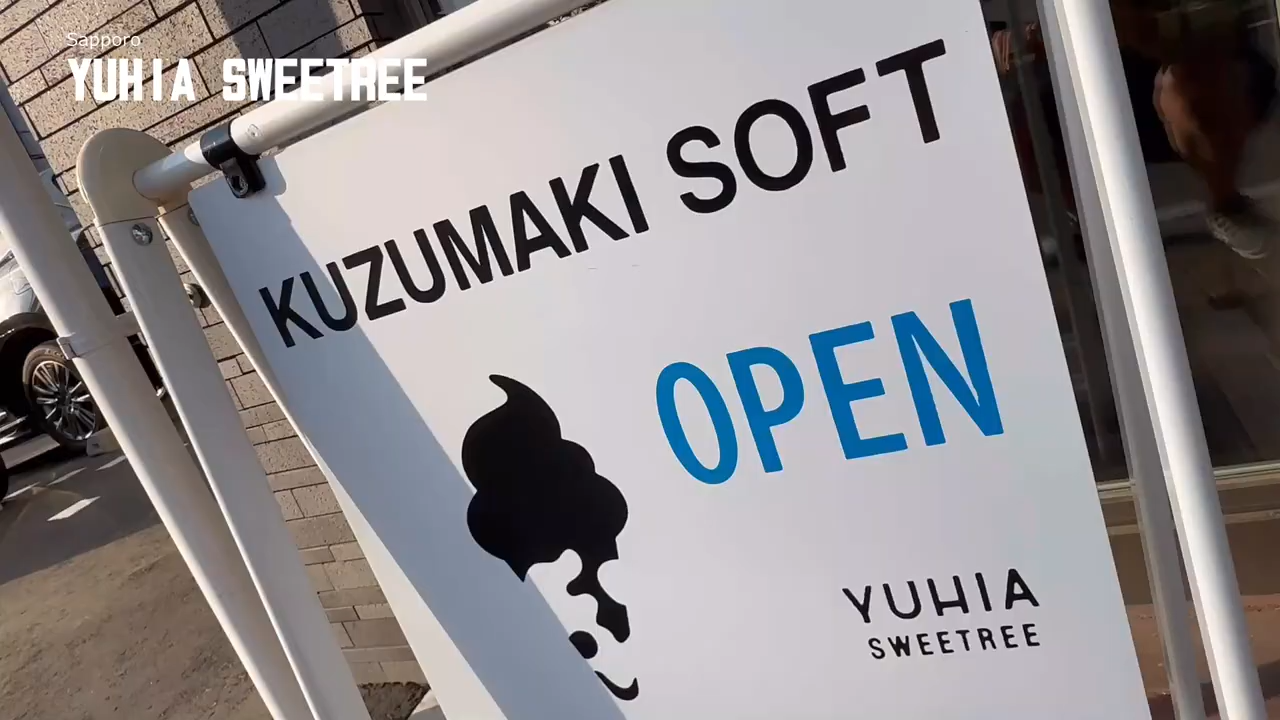 Sapporo
YUHIA SWEETREE
KUZUMAKI SOFT
OPEN
YUHIA
SWEETREE